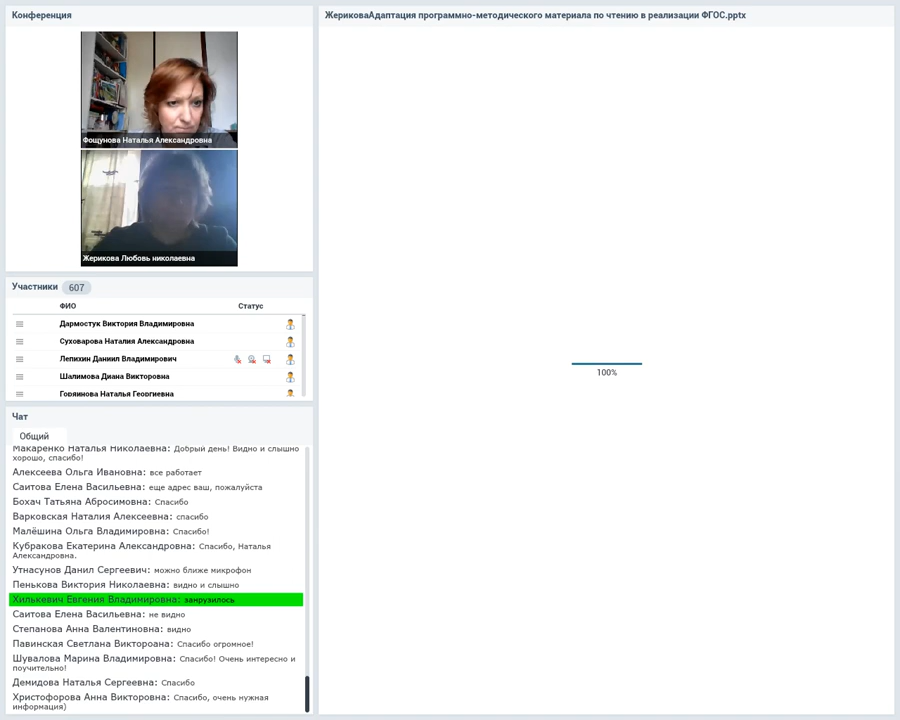 Конференция
Фощунова Наталья Александровна
Жерикова Любовь николаевна
Участники 607
ФИО Статус
Дармостук Виктория Владимировна
Суховарова Наталия Александровна
Лепихин Даниил Владимирович
Шалимова Диана Викторовна
Горяинова Наталья Георгиевна
Чат
Общий
Макаренко Наталья Николаевна: Добрый день! Видно и слышно
хорошо, спасибо!
Алексеева Ольга Ивановна: все работает
Саитова Елена Васильевна: еще адрес ваш, пожалуйста
Бохач Татьяна Абросимовна: Спасибо
Варковская Наталия Алексеевна: спасибо
Малёшина Ольга Владимировна: Спасибо!
Кубракова Екатерина Александровна: Спасибо, Наталья
Александровна.
Утнасунов Данил Сергеевич: можно ближе микрофон
Пенькова Виктория Николаевна: видно и слышно
Хилькевич Евгения Владимировна: занрузилось
Саитова Елена Васильевна: не видно
Степанова Анна Валентиновна: видно
Павинская Светлана Виктороана: Спасибо огромное!
Шувалова Марина Владимировна: Спасибо! Очень интересно и
поучительно!
Демидова Наталья Сергеевна: Спасибо
Христофорова Анна Викторовна: Спасибо, очень нужная
информация)
ЖериковаАдаптация программно-методического материала по чтению в реализации ФГОС.pptx
100%